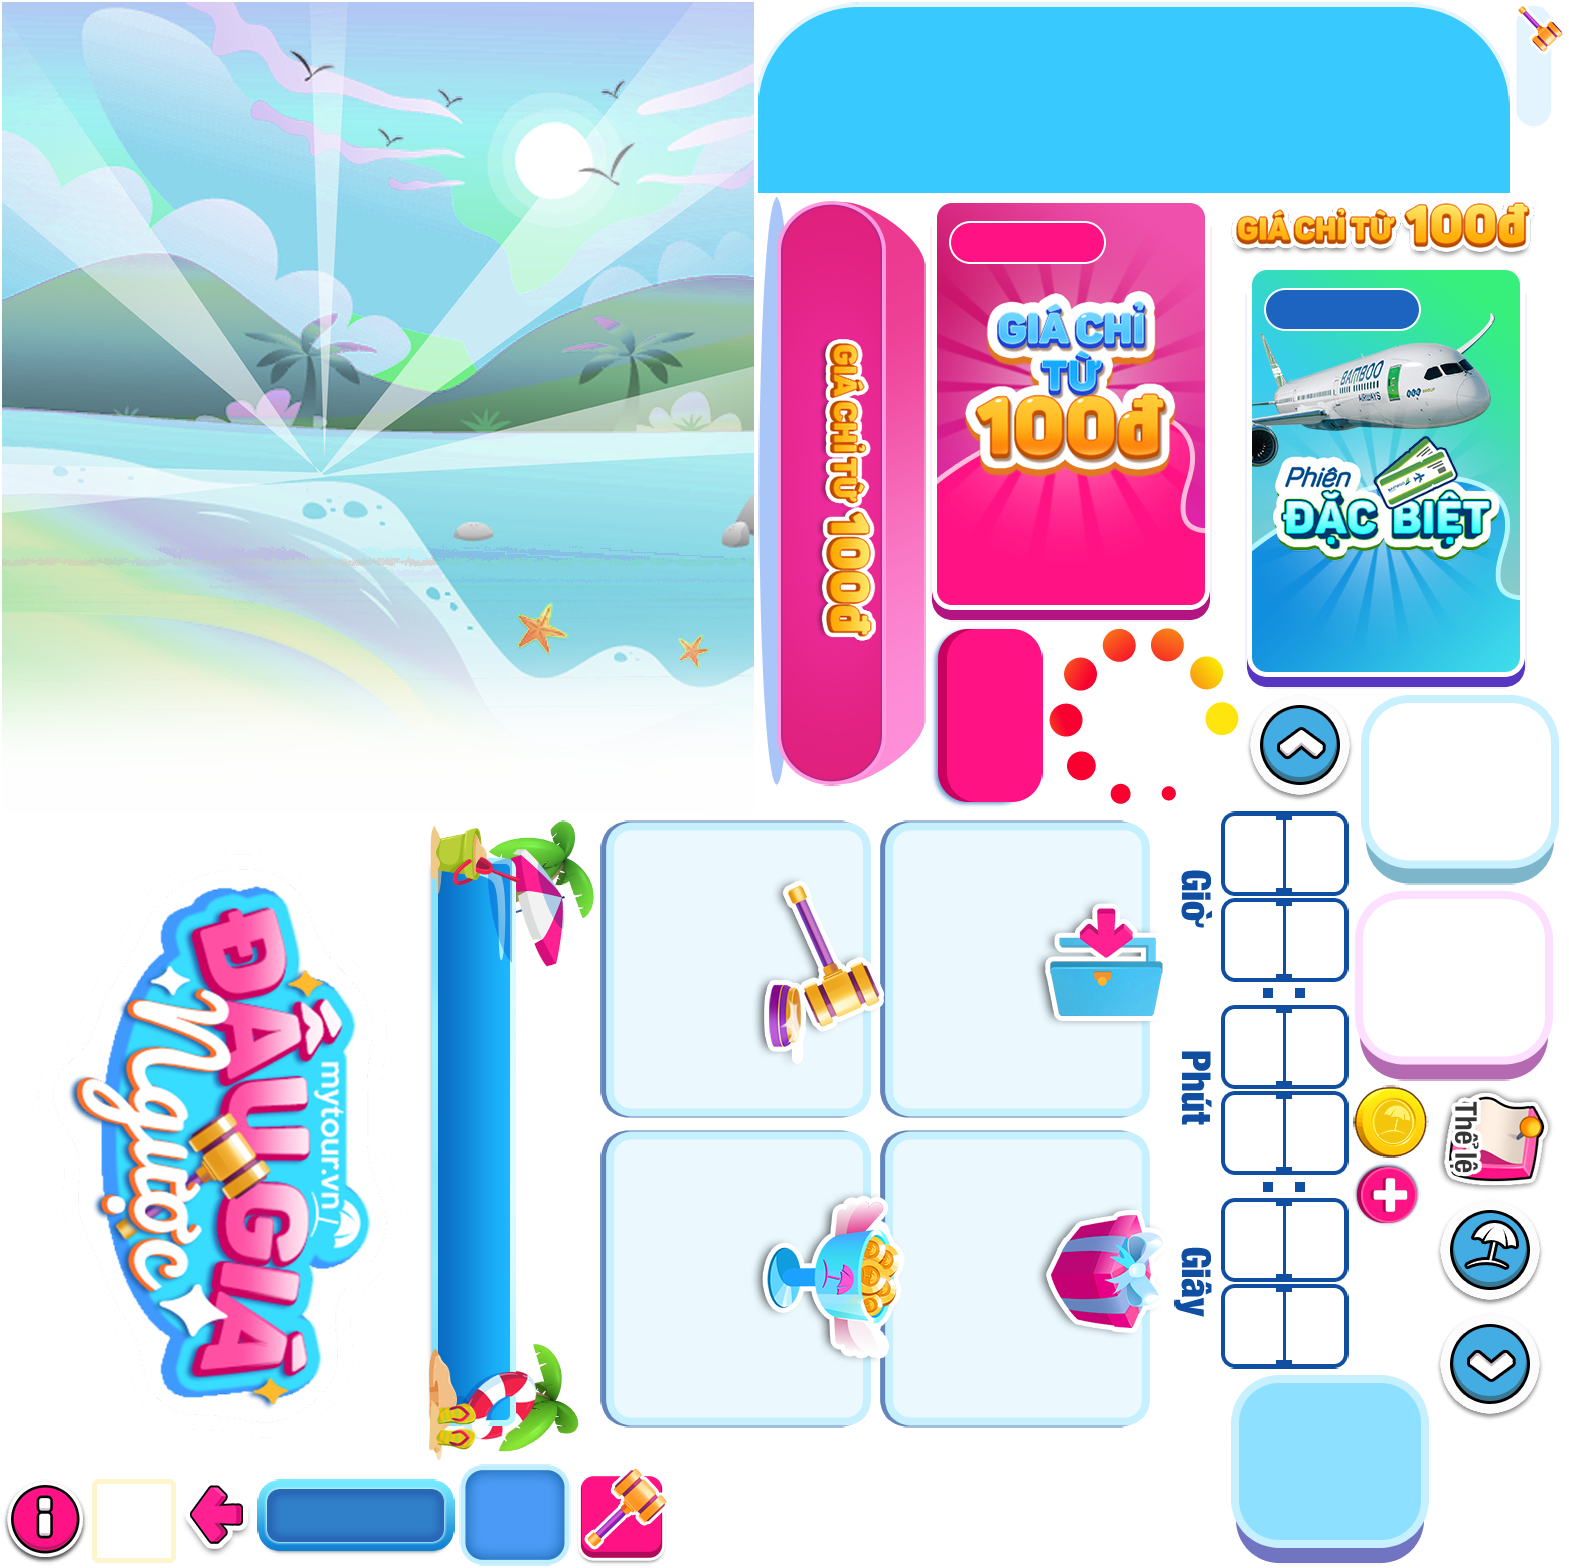 GIÁ CHỈ TỪ 100đ
GIÁ CHỈ TỪ 100đ
GIÁ CHỈ
TỪ
100đ
BAMBOO
AIRWAYS
Phiên
ĐẶC BIỆT
mytour.vn
ĐẤU GIÁ
Ngược
Giờ
Phút
Giây
Thể lệ